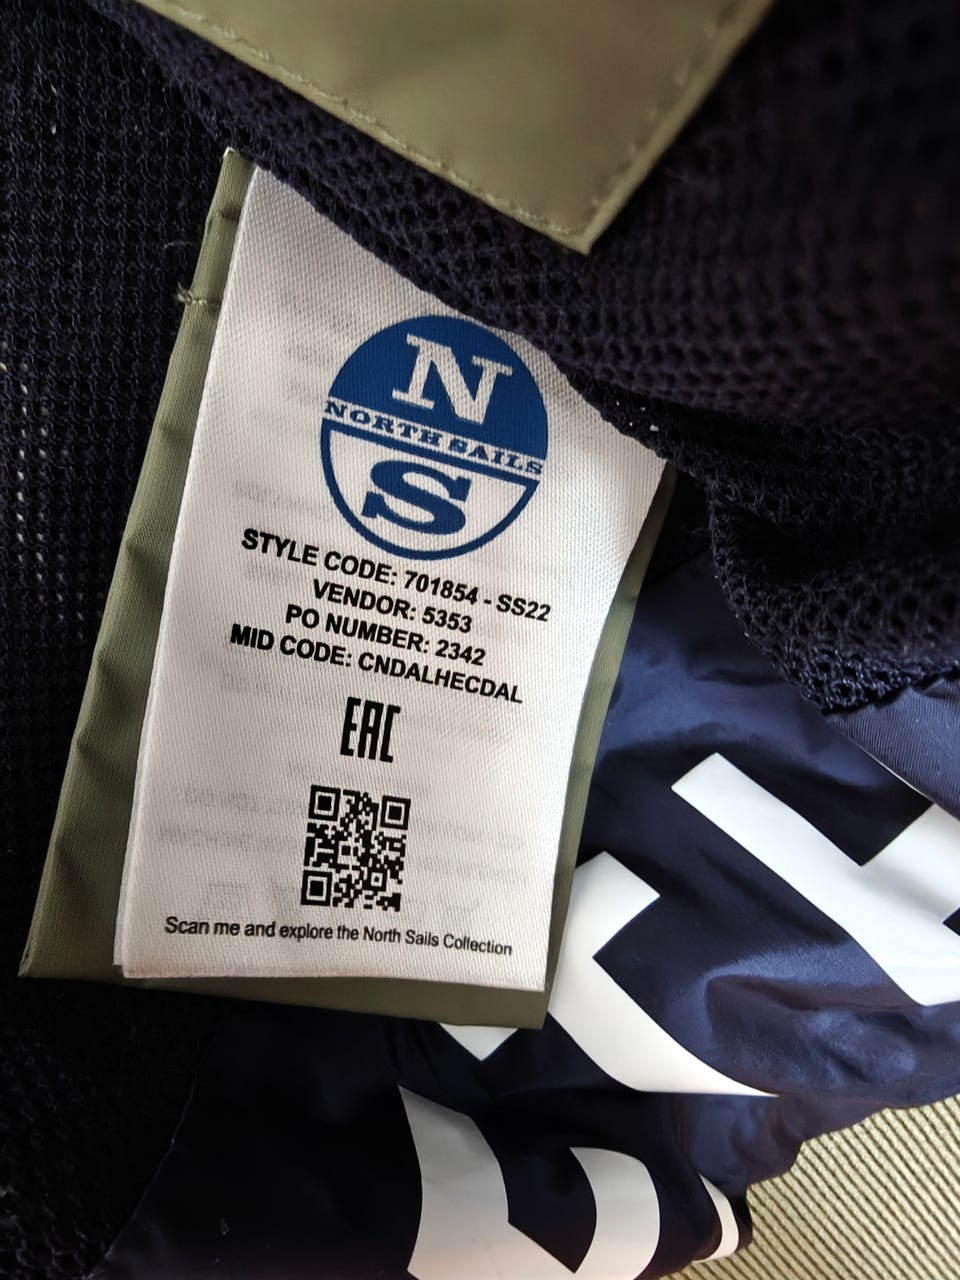 N
NORTH SAILS
S
STYLE CODE: 701854 - SS22
VENDOR: 5353
PO NUMBER: 2342
MID CODE: CNDALHECDAL
EAC
Scan me and explore the North Sails Collection